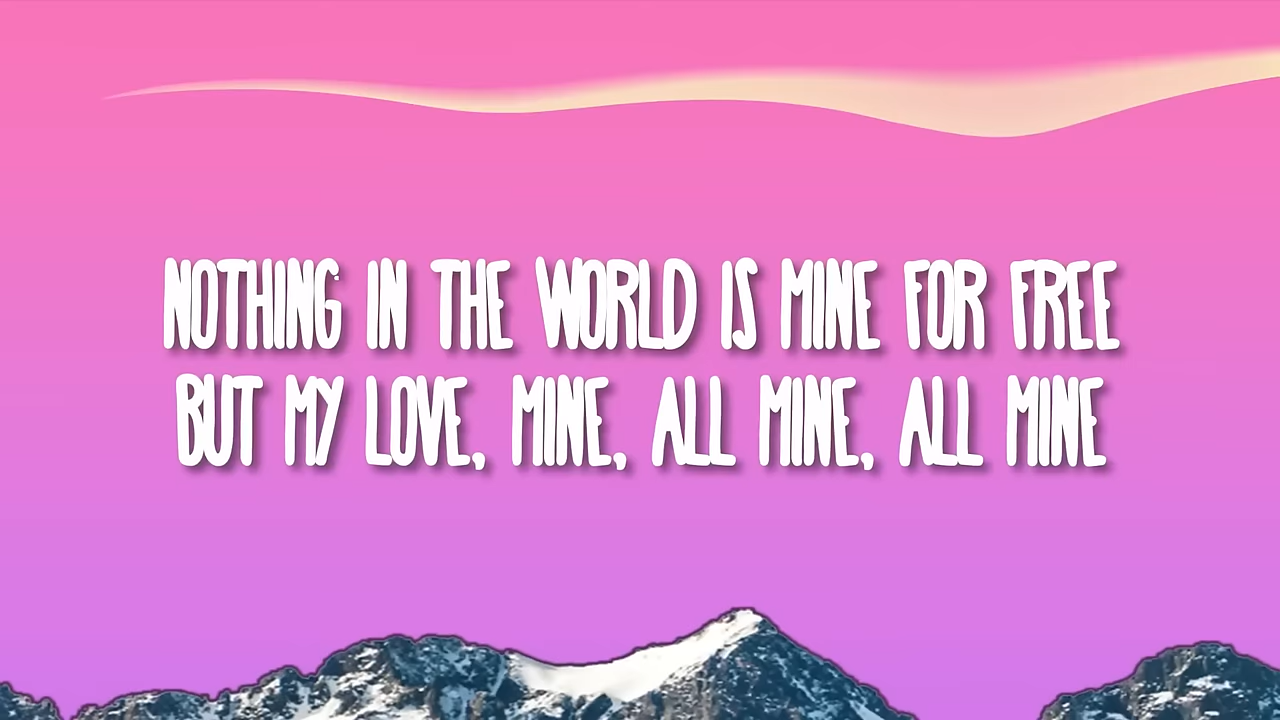 NOTHING IN THE WORLD IS MINE FOR FREE
BUT MY LOVE, MINE, ALL MINE, ALL MINE